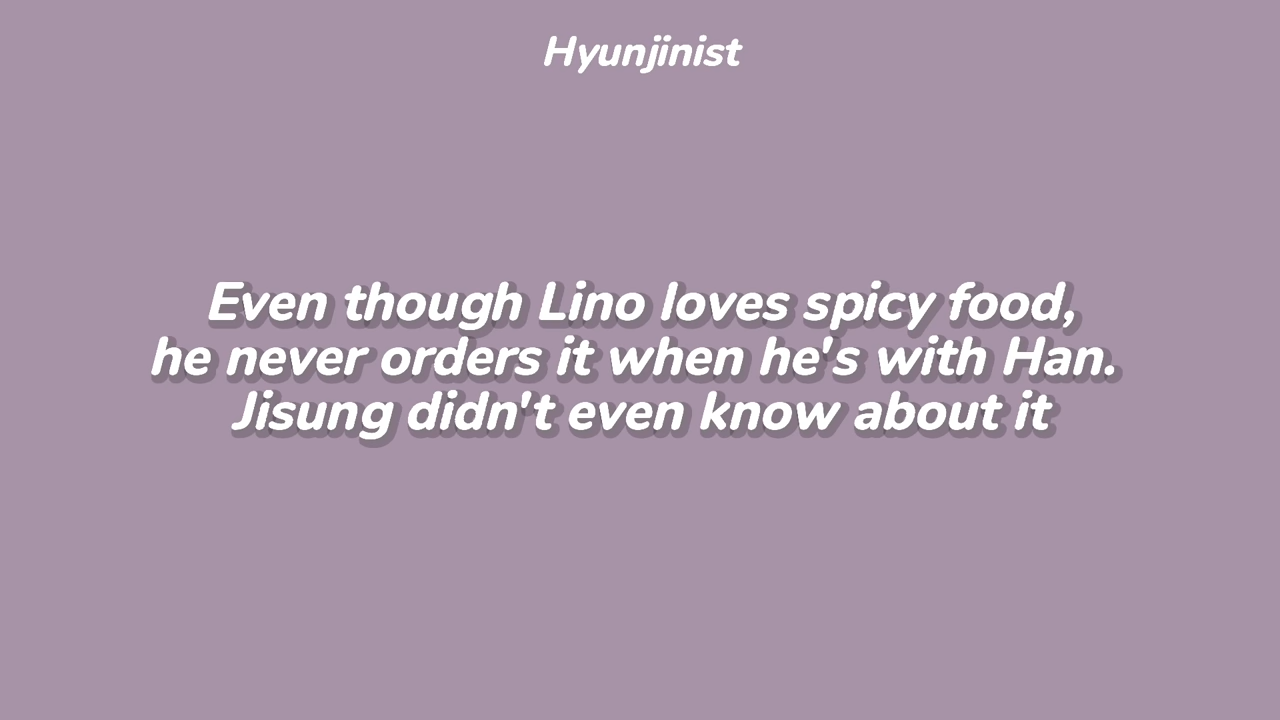 Hyunjinist
Even though Lino loves spicy food,
he never orders it when he's with Han.
Jisung didn't even know about it